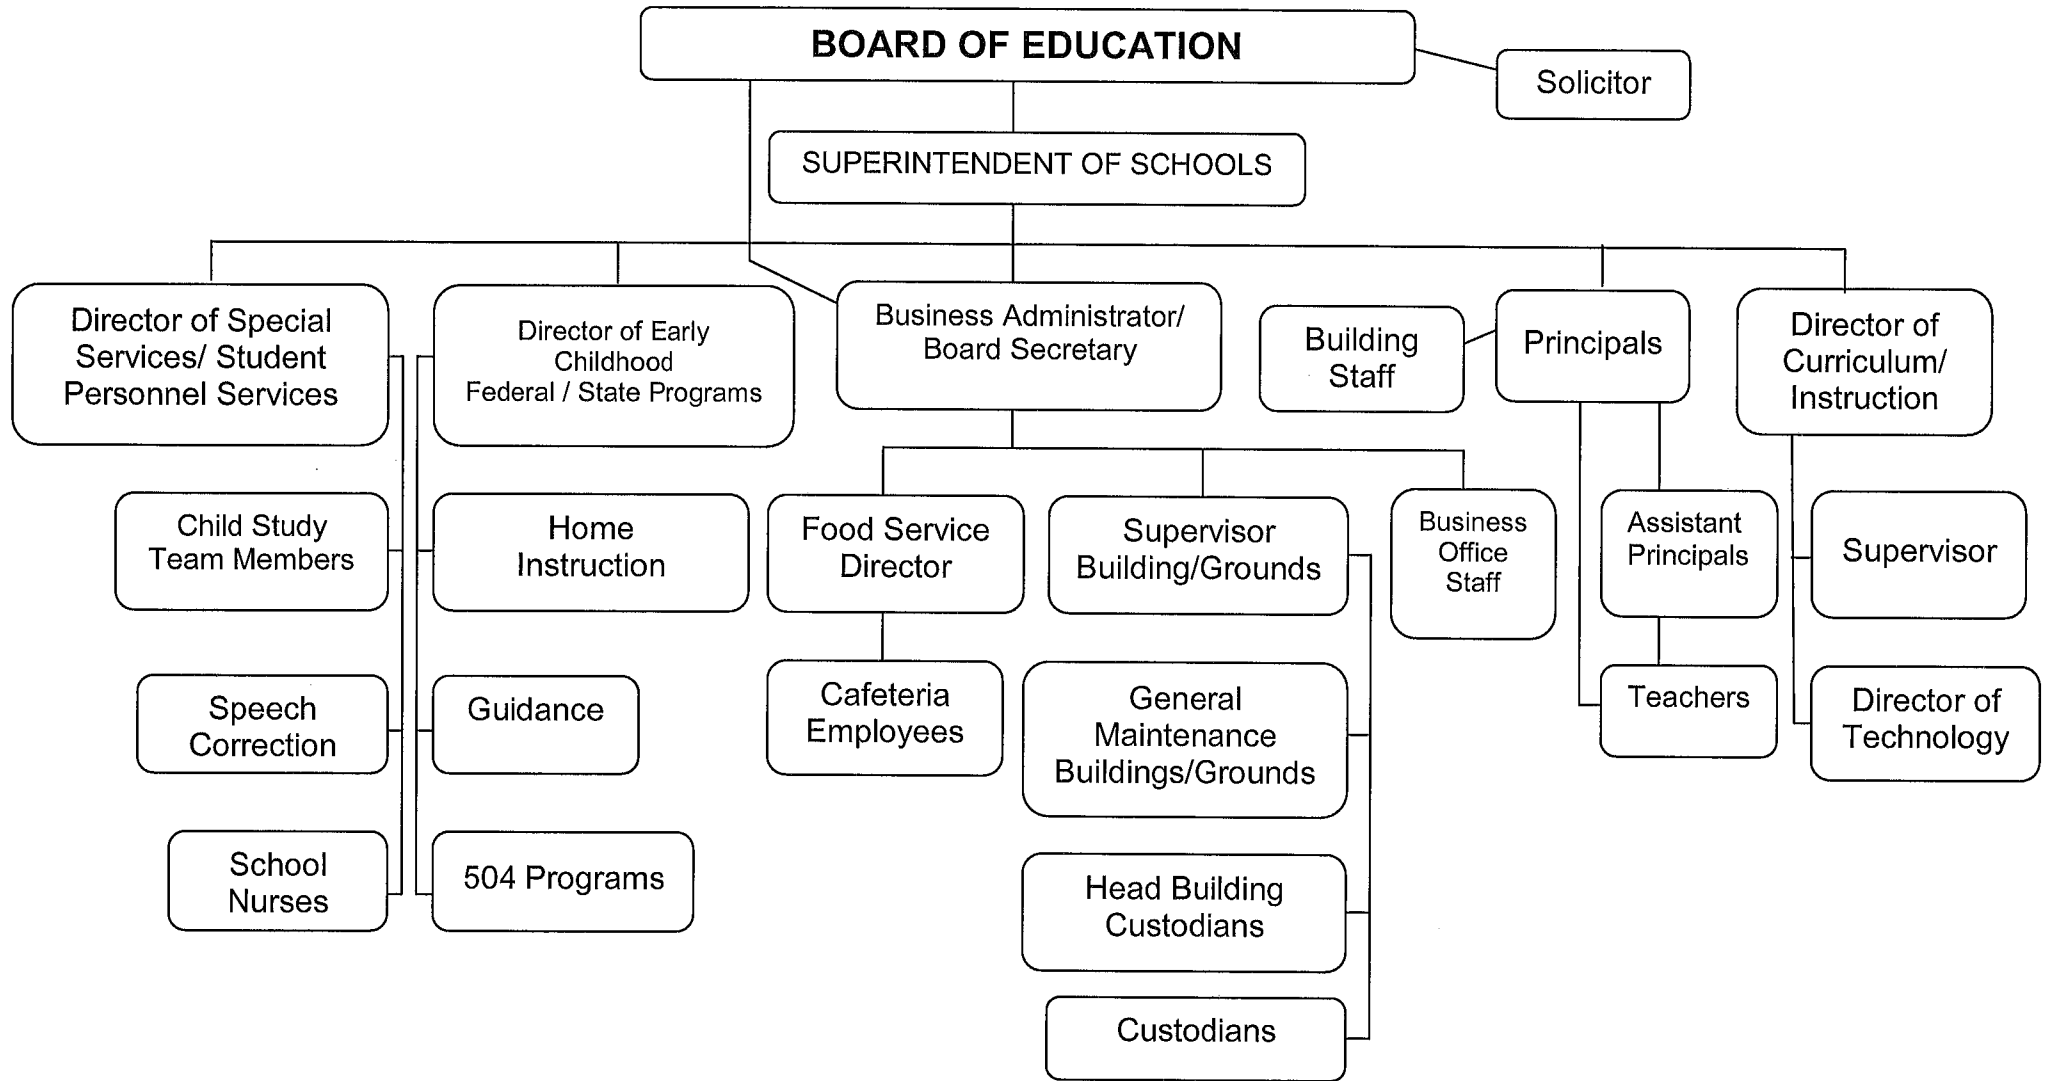 BOARD OF EDUCATION
Solicitor
SUPERINTENDENT OF SCHOOLS
Director of Special
Services/ Student
Personnel Services
Director of Early
Childhood
Federal / State Programs
Business Administrator/
Board Secretary
Building
Staff
Principals
Director of
Curriculum/
Instruction
Child Study
Team Members
Home
Instruction
Food Service
Director
Supervisor
Building/Grounds
Business
Office
Staff
Assistant
Principals
Supervisor
Speech
Correction
Guidance
Cafeteria
Employees
General
Maintenance
Buildings/Grounds
Teachers
Director of
Technology
School
Nurses
504 Programs
Head Building
Custodians
Custodians